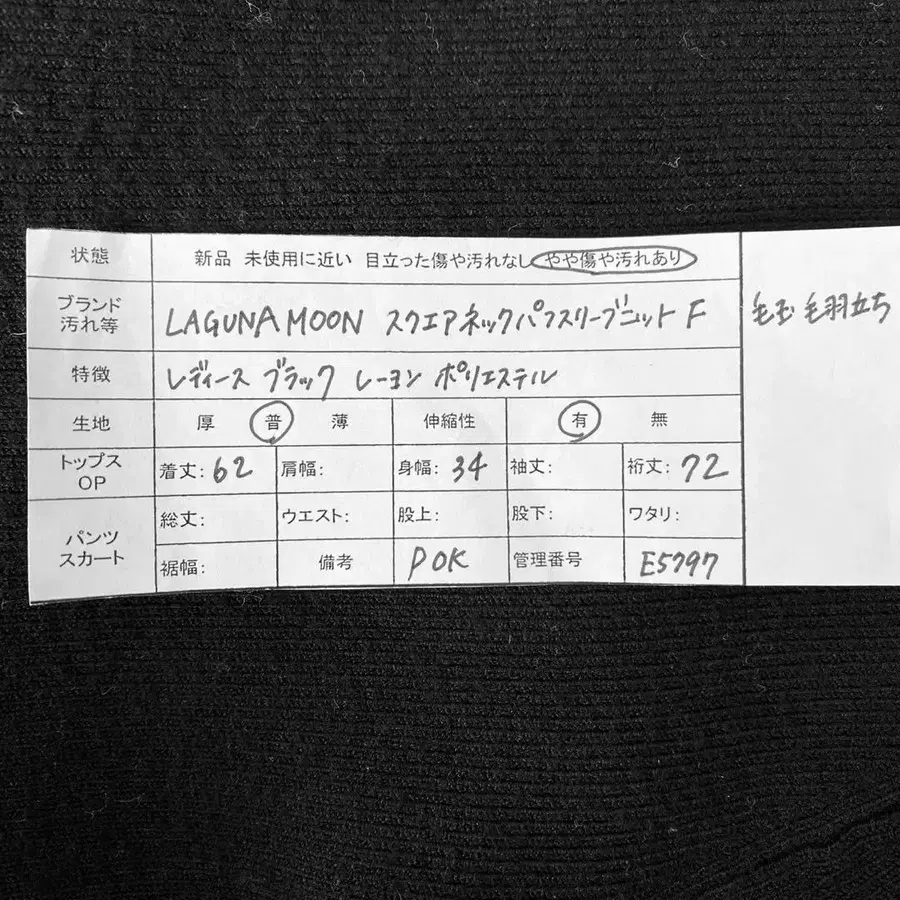 状態 新品 未使用に近い 目立った傷や汚れなし やや傷や汚れあり
ブランド
汚れ等 LAGUNAMOON スクエアネックパフスリーブニット F 毛玉 毛羽立ち
特徴 レディース ブラック レーヨン ポリエステル
生地 厚 普 薄 伸縮性 有 無
トップス
OP 着丈: 62 肩幅: 身幅: 34 袖丈: 裄丈: 72
パンツ
スカート 総丈: ウエスト: 股上: 股下: ワタリ:
裾幅: 備考 POK 管理番号 E5797